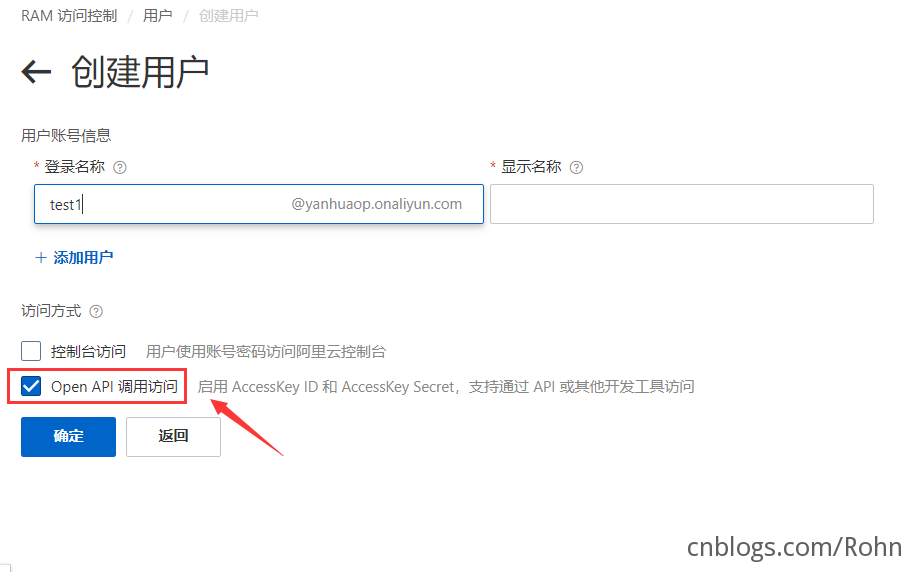 RAM 访问控制 / 用户 / 创建用户
← 创建用户
用户账号信息
* 登录名称 ? * 显示名称 ?
test1 @yanhuaop.onaliyun.com
+ 添加用户
访问方式 ?
控制台访问 用户使用账号密码访问阿里云控制台
Open API 调用访问 启用 AccessKey ID 和 AccessKey Secret，支持通过 API 或其他开发工具访问
确定 返回
cnblogs.com/Rohn